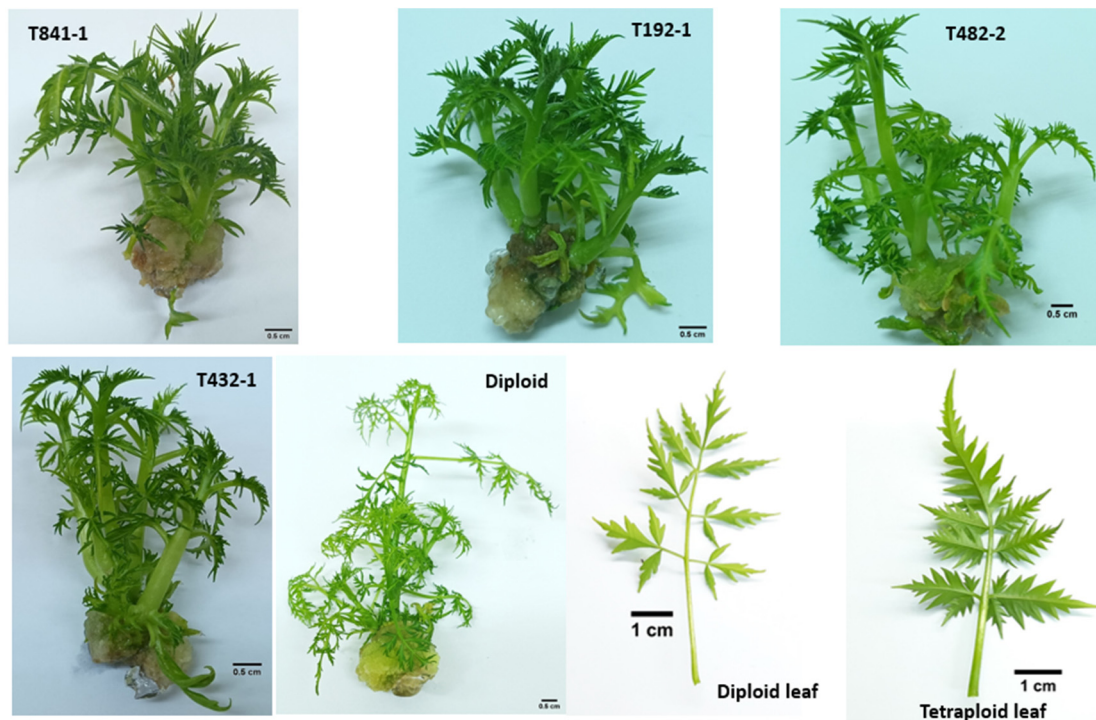 T841-1
T192-1
T482-2
0.5 cm
0.5 cm
0.5 cm
T432-1
Diploid
0.5 cm
0.5 cm
1 cm
Diploid leaf
1 cm
Tetraploid leaf